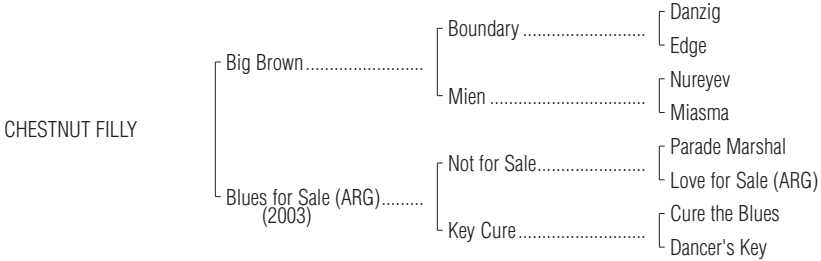 Danzig
Boundary ..........................
Edge
Big Brown.........................
Nureyev
Mien .................................
Miasma
CHESTNUT FILLY
Parade Marshal
Not for Sale.......................
Love for Sale (ARG)
Blues for Sale (ARG).........
(2003)
Cure the Blues
Key Cure...........................
Dancer's Key